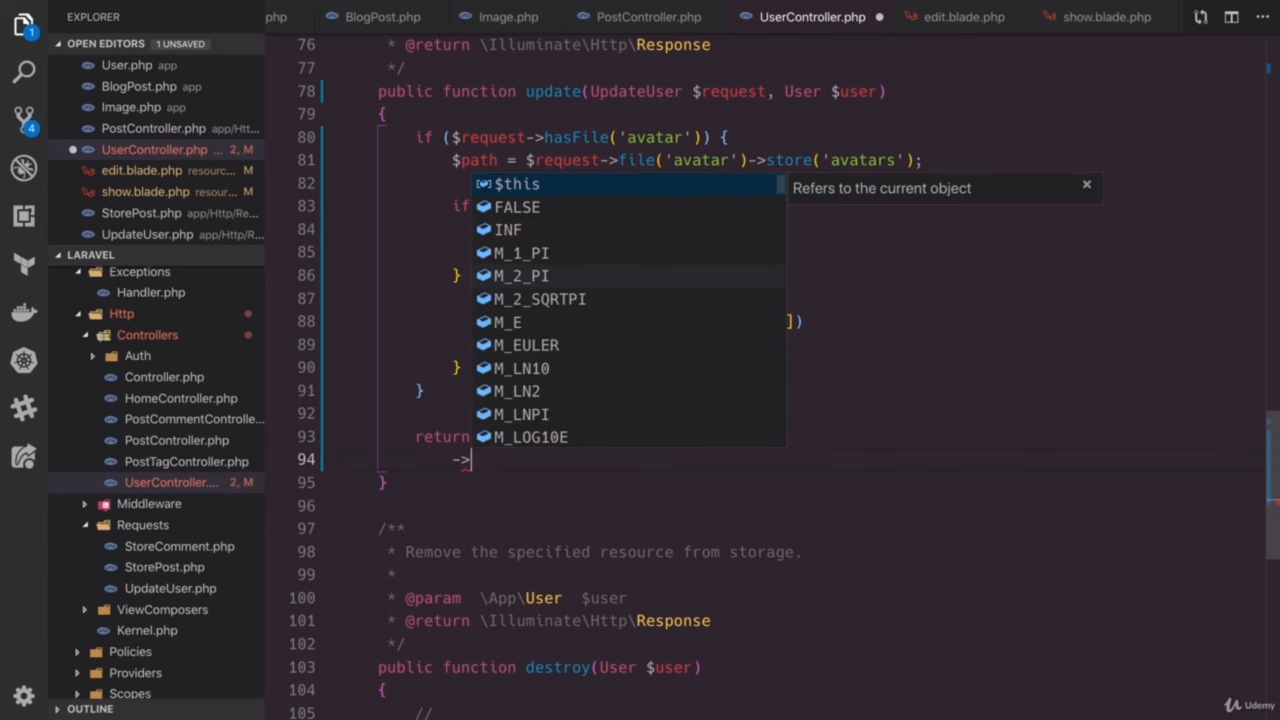 EXPLORER
php
BlogPost.php
Image.php
PostController.php
UserController.php
edit.blade.php
show.blade.php
1
OPEN EDITORS 1 UNSAVED
User.php app
BlogPost.php app
Image.php app
PostController.php app/Htt...
UserController.php ... 2, M
edit.blade.php resourc... M
show.blade.php resour... M
StorePost.php app/Http/Re...
UpdateUser.php app/Http/R...
4
LARAVEL
Exceptions
Handler.php
Http
Controllers
Auth
Controller.php
HomeController.php
PostCommentControlle...
PostController.php
PostTagController.php
UserController.... 2, M
Middleware
Requests
StoreComment.php
StorePost.php
UpdateUser.php
ViewComposers
Kernel.php
Policies
Providers
Scopes
OUTLINE
76 * @return \Illuminate\Http\Response
77 */
78 public function update(UpdateUser $request, User $user)
79 {
80 if ($request->hasFile('avatar')) {
81 $path = $request->file('avatar')->store('avatars');
82
83 if
84
85
86 }
87
88 ])
89
90 }
91 }
92
93 return
94 ->
95 }
96
97 /**
98 * Remove the specified resource from storage.
99 *
100 * @param \App\User $user
101 * @return \Illuminate\Http\Response
102 */
103 public function destroy(User $user)
104 {
105 //
$this
FALSE
INF
M_1_PI
M_2_PI
M_2_SQRTPI
M_E
M_EULER
M_LN10
M_LN2
M_LNPI
M_LOG10E
Refers to the current object
Udemy